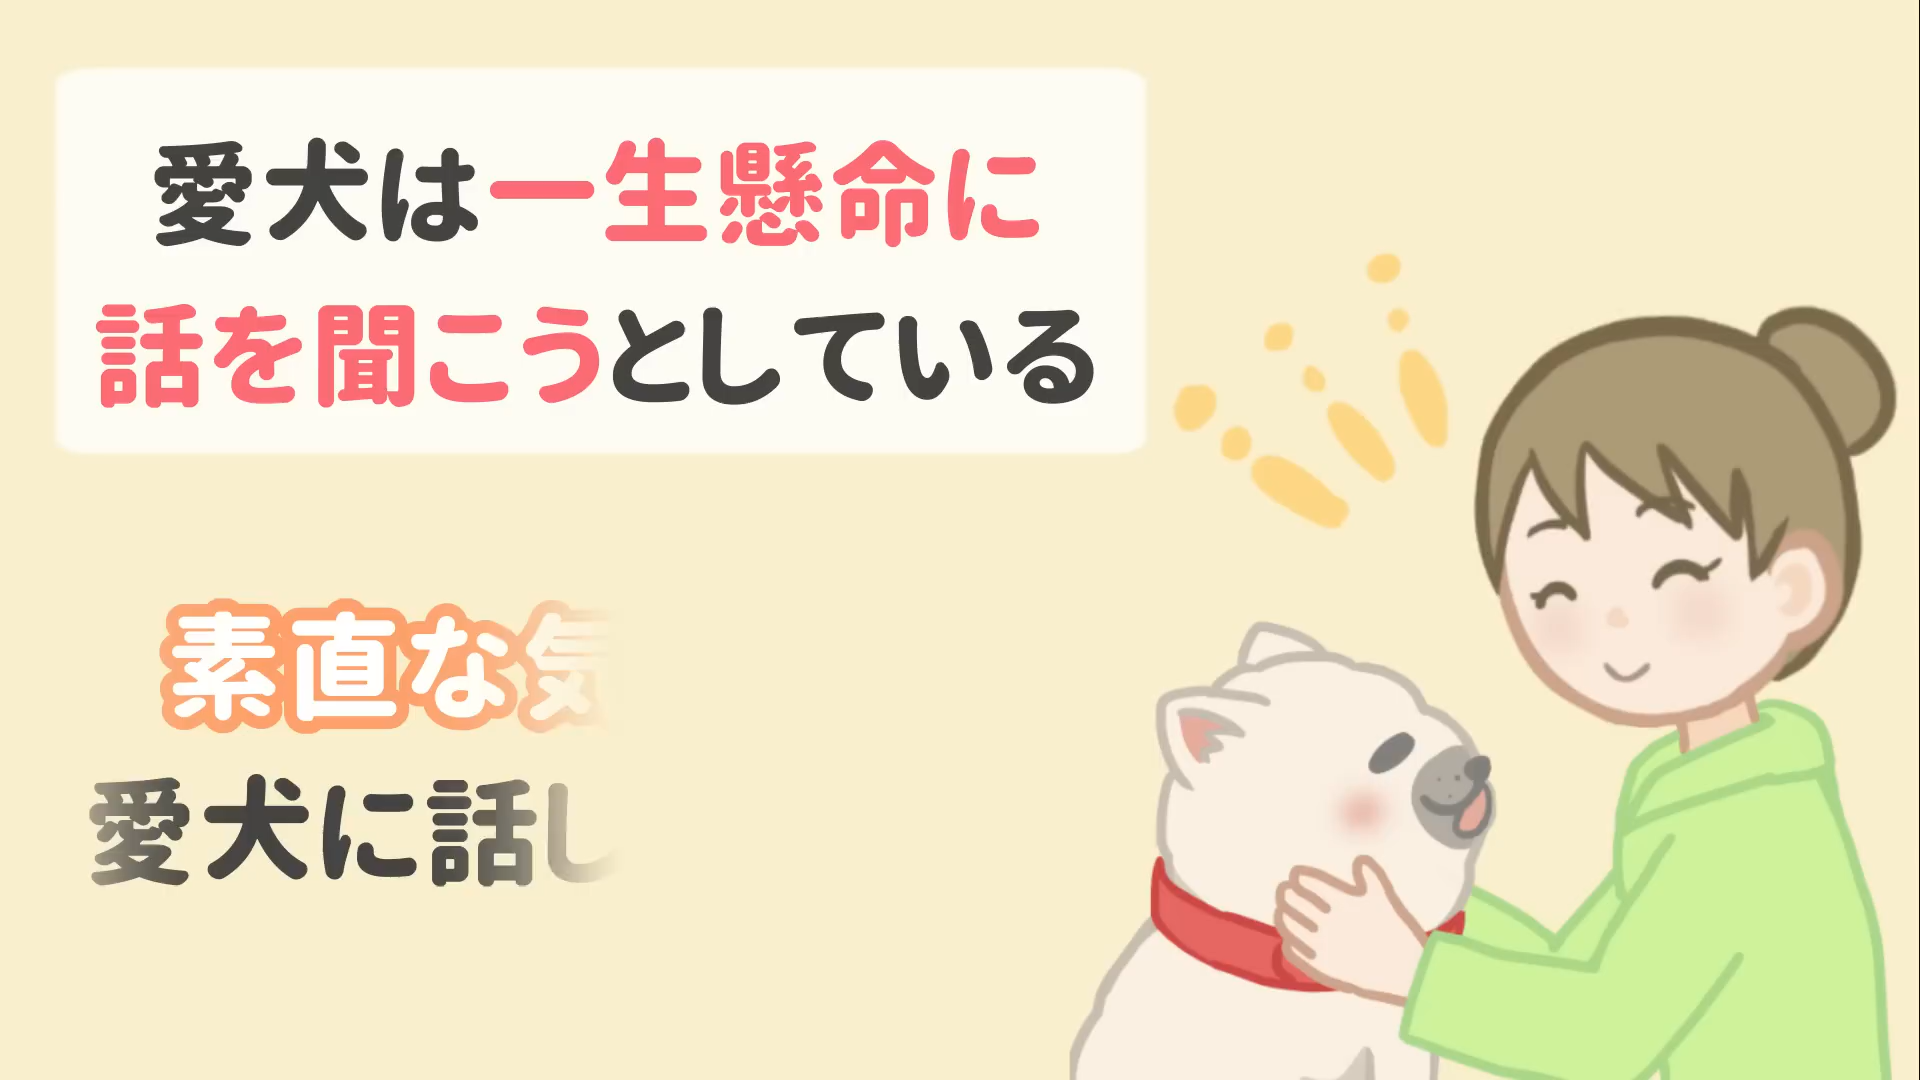 愛犬は一生懸命に
話を聞こうとしている
素直な気
愛犬に話し